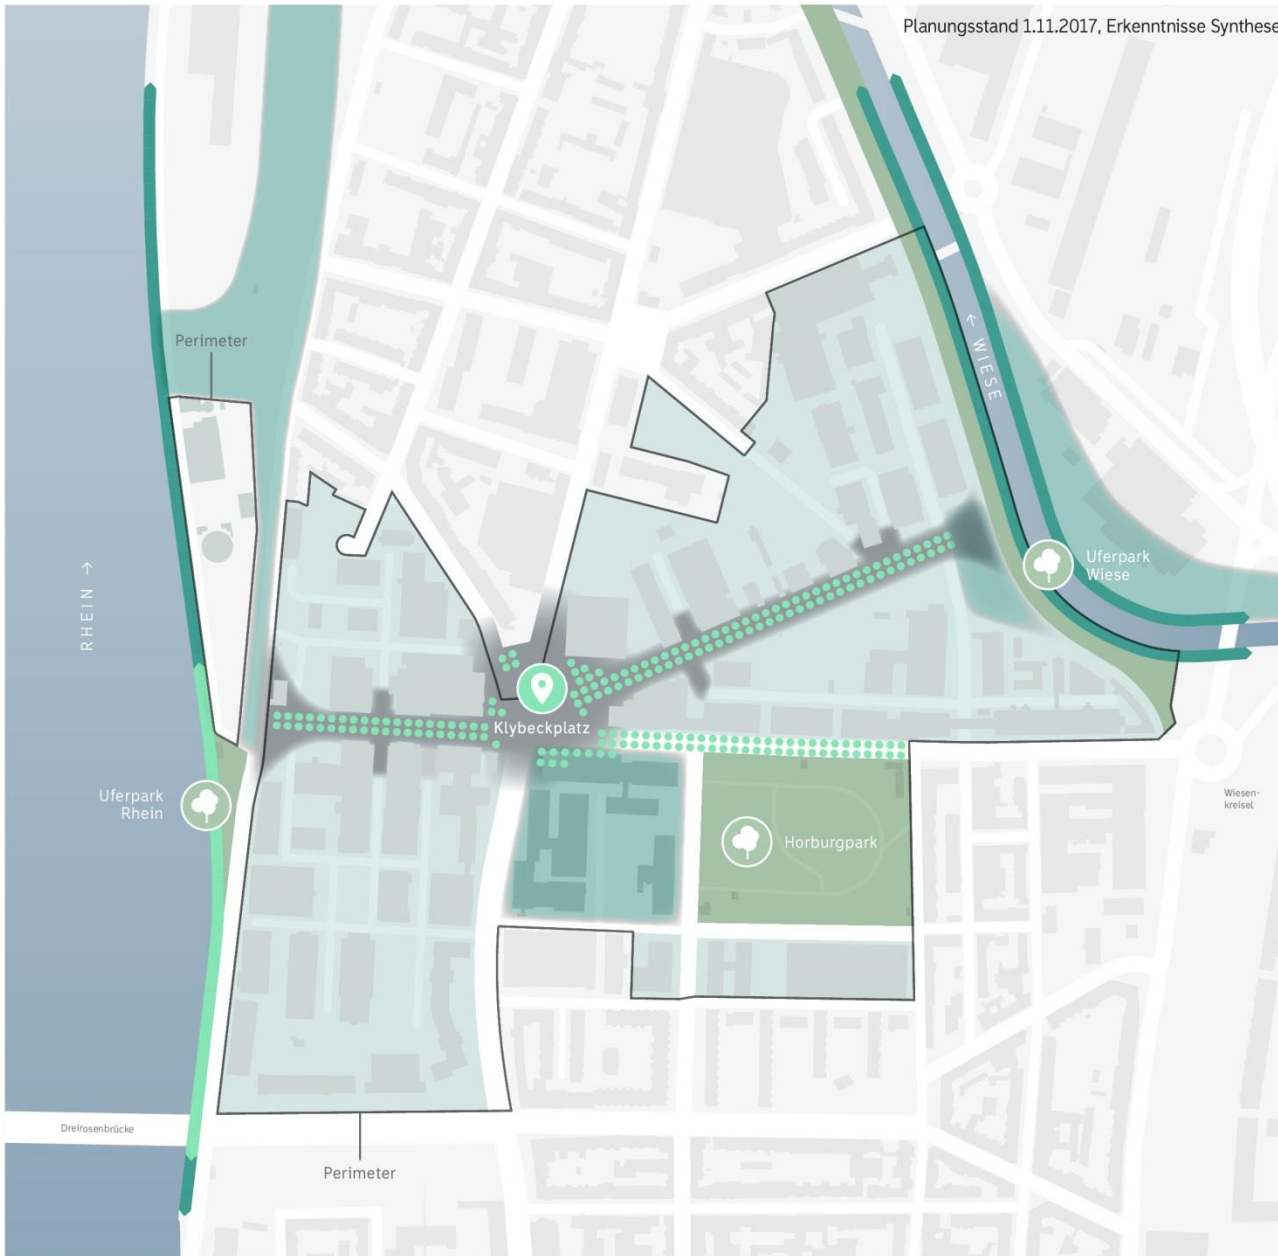 Planungsstand 1.11.2017, Erkenntnisse Synthese
Perimeter
← WIESE
Uferpark
Wiese
RHEIN →
Klybeckplatz
Uferpark
Rhein
Wiesen-
kreisel
Horburgpark
Dreirosenbrücke
Perimeter